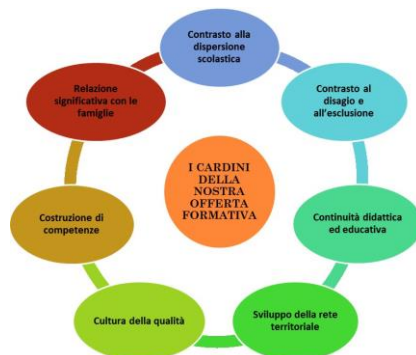 Contrasto alla
dispersione
scolastica
Contrasto al
disagio e
all'esclusione
Continuità didattica
ed educativa
Sviluppo della rete
territoriale
Cultura della qualità
Costruzione di
competenze
Relazione
significativa con le
famiglie
I CARDINI
DELLA
NOSTRA
OFFERTA
FORMATIVA